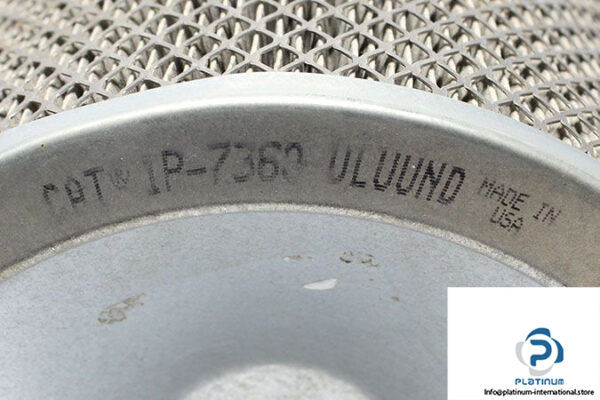 CAT® 1P-7360 ULUUND MADE IN
USA
PLATINUM
Info@platinum-international.store